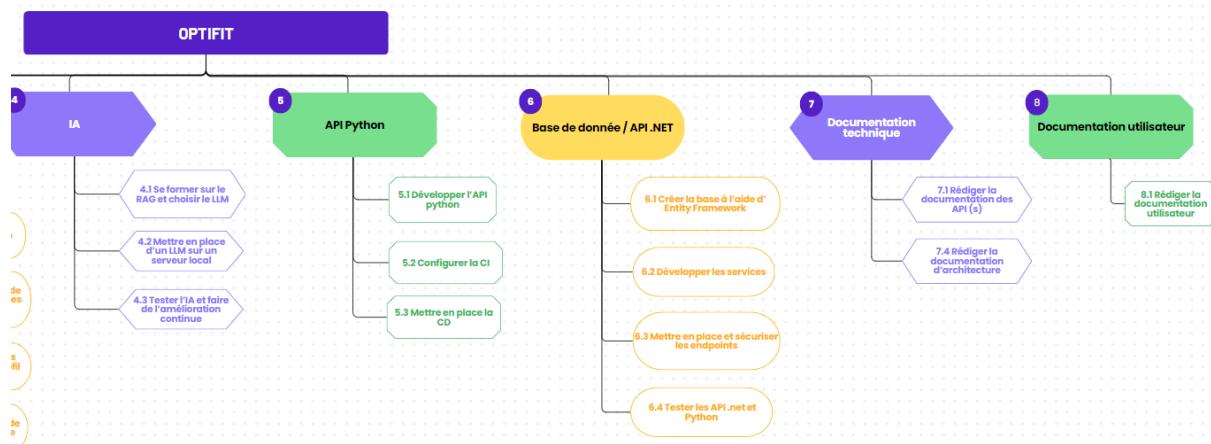 OPTIFIT
4
IA
5
API Python
6
Base de donnée / API .NET
7
Documentation
technique
8
Documentation utilisateur
4.1 Se former sur le
RAG et choisir le LLM
4.2 Mettre en place
d'un LLM sur un
serveur local
4.3 Tester l'IA et faire
de l'amélioration
continue
5.1 Développer l'API
python
5.2 Configurer la CI
5.3 Mettre en place la
CD
6.1 Créer la base à l'aide d'
Entity Framework
6.2 Développer les services
6.3 Mettre en place et sécuriser
les endpoints
6.4 Tester les API .net et
Python
7.1 Rédiger la
documentation des
API (s)
7.4 Rédiger la
documentation
d'architecture
8.1 Rédiger la
documentation
utilisateur
de